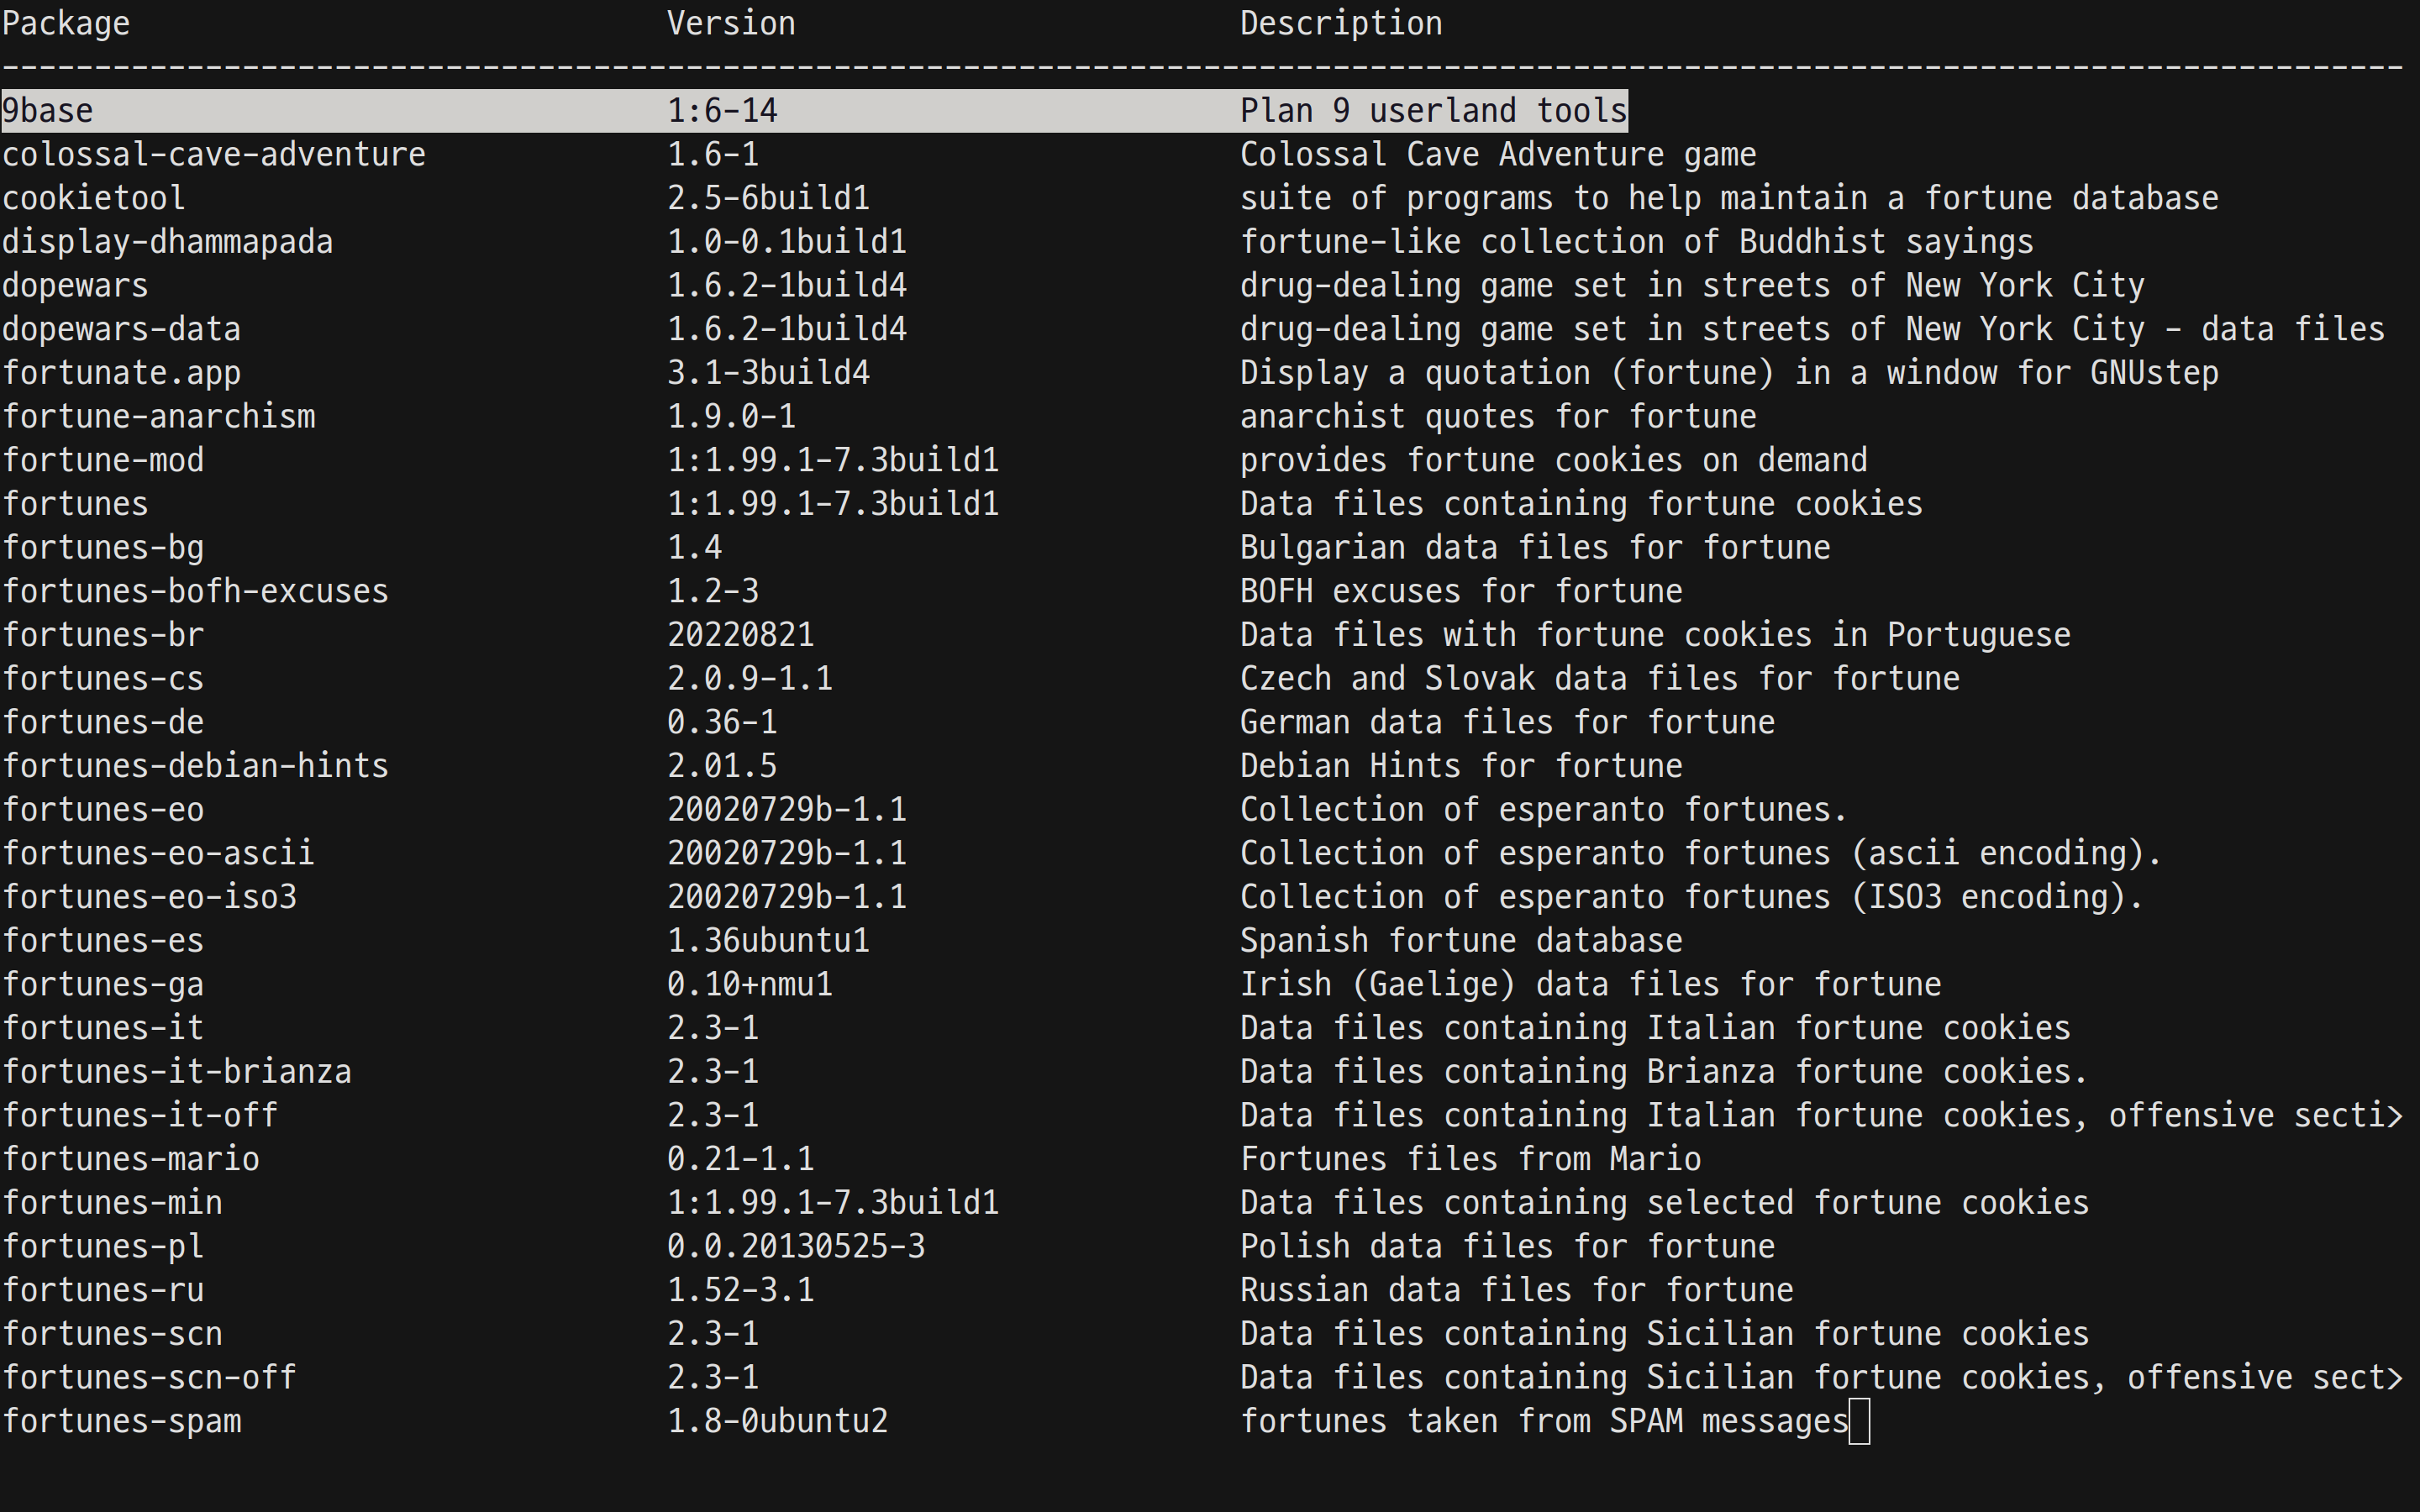 Package Version Description
----------------------------------------------------------------------------------------------------------------------------------
9base 1:6-14 Plan 9 userland tools
colossal-cave-adventure 1.6-1 Colossal Cave Adventure game
cookietool 2.5-6build1 suite of programs to help maintain a fortune database
display-dhammapada 1.0-0.1build1 fortune-like collection of Buddhist sayings
dopewars 1.6.2-1build4 drug-dealing game set in streets of New York City
dopewars-data 1.6.2-1build4 drug-dealing game set in streets of New York City - data files
fortunate.app 3.1-3build4 Display a quotation (fortune) in a window for GNUstep
fortune-anarchism 1.9.0-1 anarchist quotes for fortune
fortune-mod 1:1.99.1-7.3build1 provides fortune cookies on demand
fortunes 1:1.99.1-7.3build1 Data files containing fortune cookies
fortunes-bg 1.4 Bulgarian data files for fortune
fortunes-bofh-excuses 1.2-3 BOFH excuses for fortune
fortunes-br 20220821 Data files with fortune cookies in Portuguese
fortunes-cs 2.0.9-1.1 Czech and Slovak data files for fortune
fortunes-de 0.36-1 German data files for fortune
fortunes-debian-hints 2.01.5 Debian Hints for fortune
fortunes-eo 20020729b-1.1 Collection of esperanto fortunes.
fortunes-eo-ascii 20020729b-1.1 Collection of esperanto fortunes (ascii encoding).
fortunes-eo-iso3 20020729b-1.1 Collection of esperanto fortunes (ISO3 encoding).
fortunes-es 1.36ubuntu1 Spanish fortune database
fortunes-ga 0.10+nmu1 Irish (Gaelige) data files for fortune
fortunes-it 2.3-1 Data files containing Italian fortune cookies
fortunes-it-brianza 2.3-1 Data files containing Brianza fortune cookies.
fortunes-it-off 2.3-1 Data files containing Italian fortune cookies, offensive secti>
fortunes-mario 0.21-1.1 Fortunes files from Mario
fortunes-min 1:1.99.1-7.3build1 Data files containing selected fortune cookies
fortunes-pl 0.0.20130525-3 Polish data files for fortune
fortunes-ru 1.52-3.1 Russian data files for fortune
fortunes-scn 2.3-1 Data files containing Sicilian fortune cookies
fortunes-scn-off 2.3-1 Data files containing Sicilian fortune cookies, offensive sect>
fortunes-spam 1.8-0ubuntu2 fortunes taken from SPAM messages